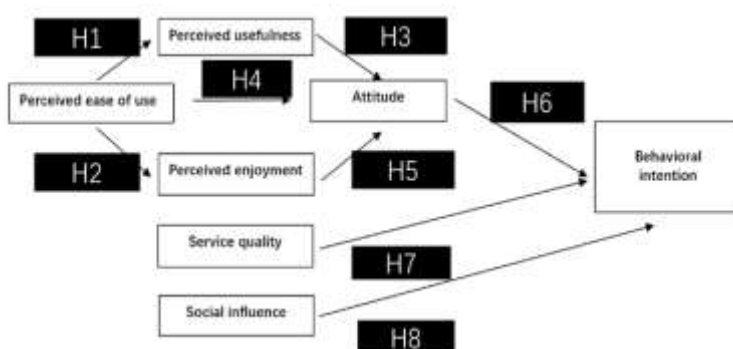 H1
Perceived usefulness
H3
H4
Perceived ease of use
Attitude
H6
H2
Perceived enjoyment
H5
Behavioral
intention
Service quality
H7
Social influence
H8